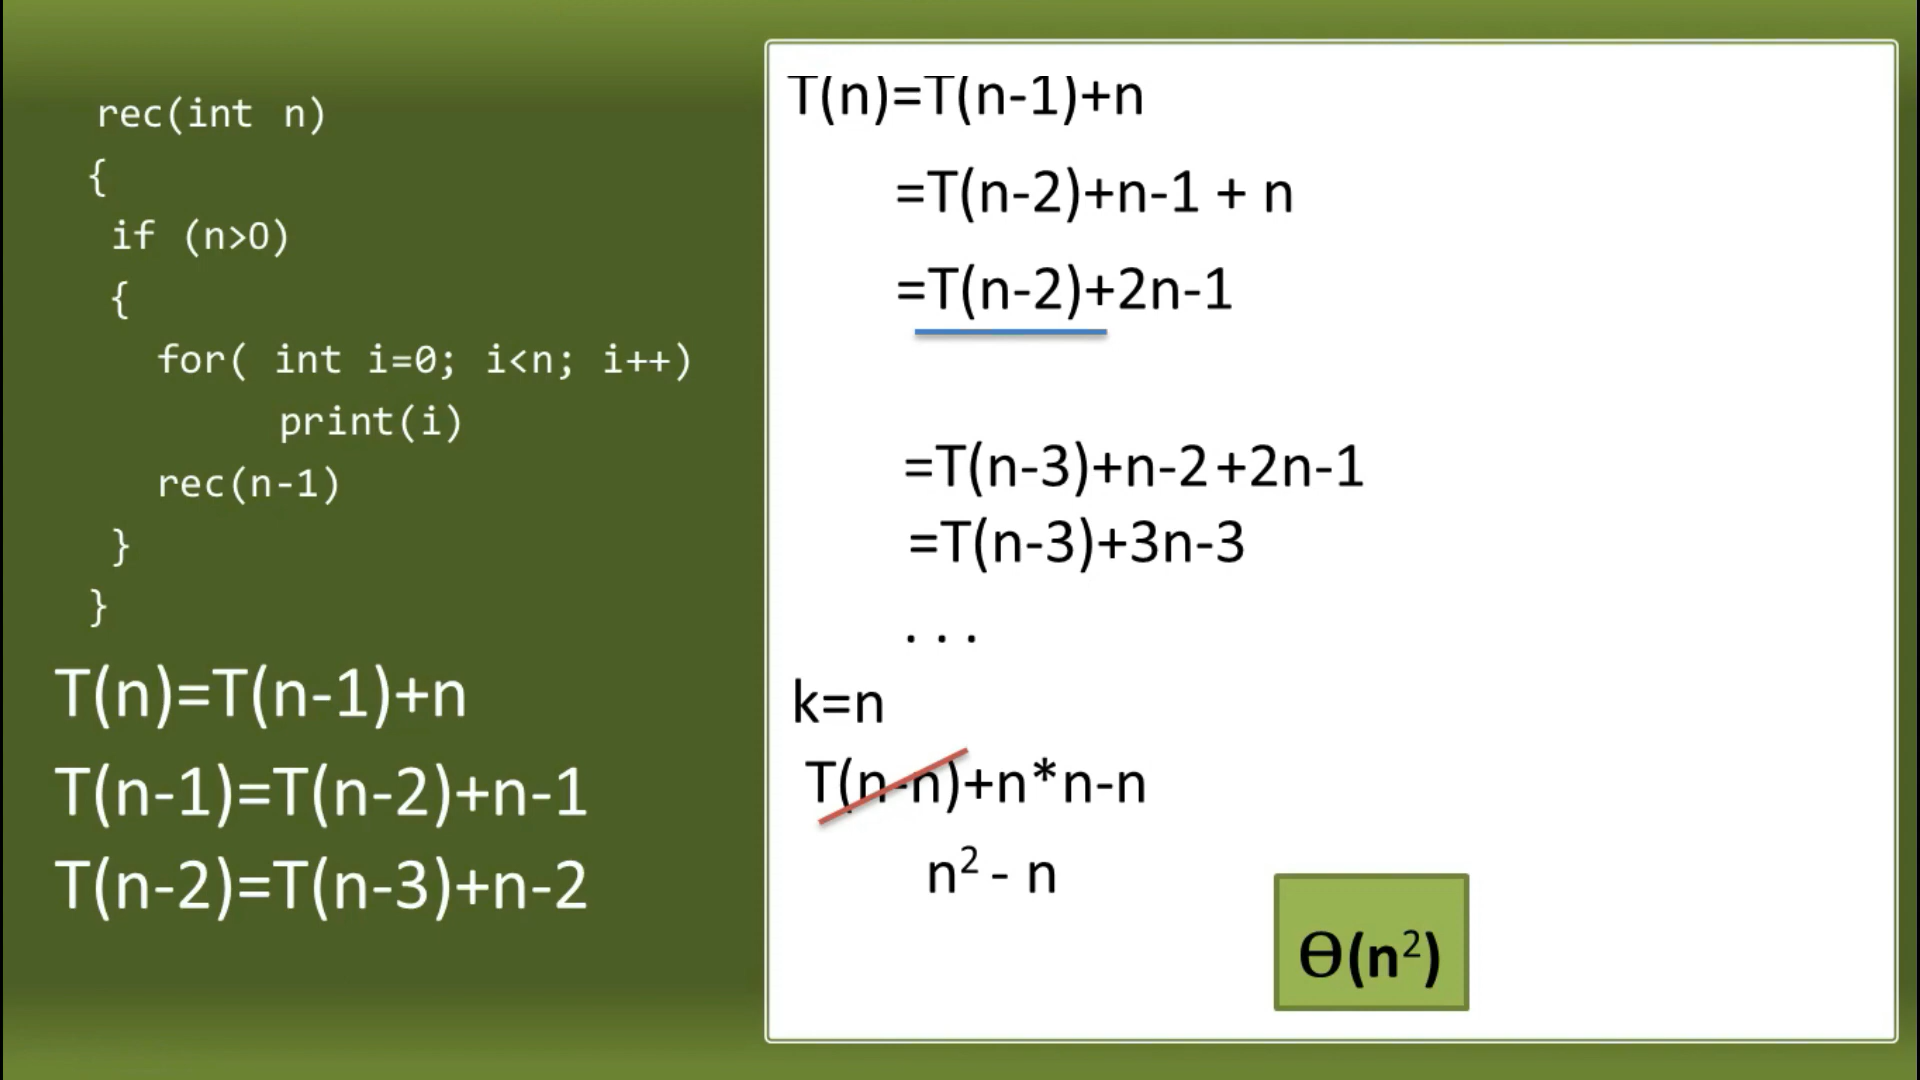 rec(int n)
{
if (n>0)
{
for( int i=0; i<n; i++)
print(i)
rec(n-1)
}
}
T(n)=T(n-1)+n
T(n-1)=T(n-2)+n-1
T(n-2)=T(n-3)+n-2
T(n)=T(n-1)+n
=T(n-2)+n-1 + n
=T(n-2)+2n-1
=T(n-3)+n-2+2n-1
=T(n-3)+3n-3
. . .
k=n
T(n-n)+n*n-n
n² - n
Θ(n²)